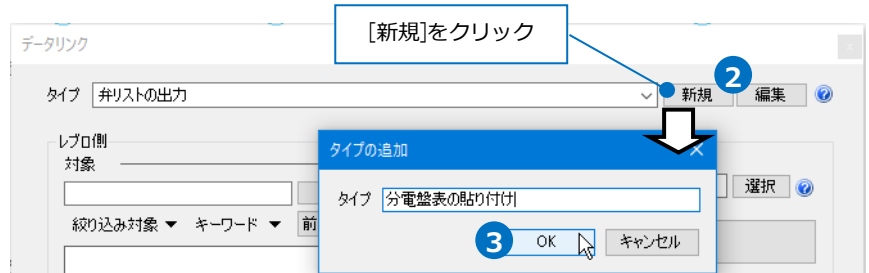 [新規]をクリック
データリンク
x
2
タイプ 弁リストの出力 新規 編集 ?
レブロ側
対象
タイプの追加 ×
タイプ 分電盤表の貼り付け
選択 ?
絞り込み対象 ▼ キーワード ▼ 前
3 OK キャンセル